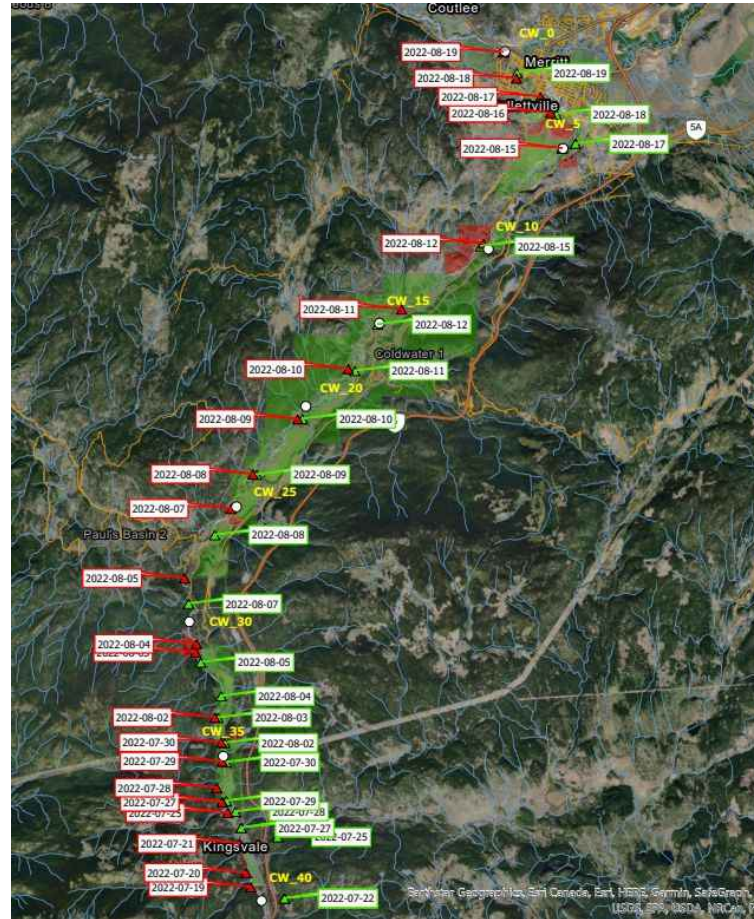 Coutlee
CW_0
2022-08-19
Merritt
2022-08-18
2022-08-19
2022-08-17
2022-08-16
2022-08-18
CW_5
5A
2022-08-15
2022-08-17
CW_10
2022-08-12
2022-08-15
CW_15
2022-08-11
2022-08-12
Coldwater 1
2022-08-10
2022-08-11
CW_20
2022-08-09
2022-08-10
2022-08-08
2022-08-09
CW_25
2022-08-07
Paul's Basin 2
2022-08-08
2022-08-05
2022-08-07
CW_30
2022-08-04
2022-08-05
2022-08-04
2022-08-02
2022-08-03
CW_35
2022-07-30
2022-08-02
2022-07-29
2022-07-30
2022-07-28
2022-07-27
2022-07-29
2022-07-25
2022-07-28
2022-07-27
2022-07-25
2022-07-21
Kingsvale
2022-07-20
CW_40
2022-07-19
2022-07-22
Earthstar Geographics, Esri Canada, Esri, HERE, Garmin, SafeGraph,
USGS, EPA, USDA, NRCan